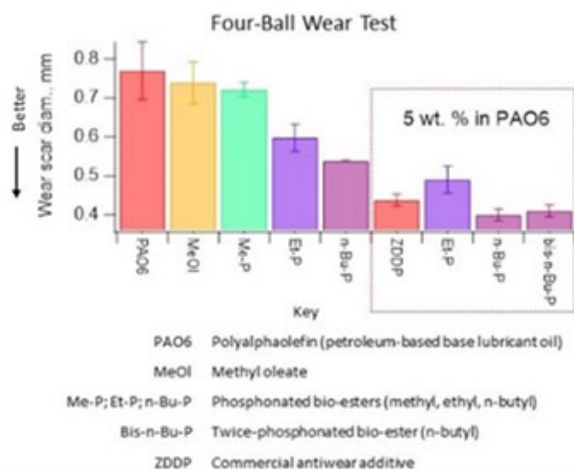 Four-Ball Wear Test
Better
Wear scar diam., mm
0.8
0.7
0.6
0.5
0.4
5 wt. % in PAO6
PAO6
MeOl
Me-P
Et-P
n-Bu-P
ZDDP
Et-P
n-Bu-P
bis-n-Bu-P
Key
PAO6 Polyalphaolefin (petroleum-based base lubricant oil)
MeOl Methyl oleate
Me-P; Et-P; n-Bu-P Phosphonated bio-esters (methyl, ethyl, n-butyl)
Bis-n-Bu-P Twice-phosphonated bio-ester (n-butyl)
ZDDP Commercial antiwear additive